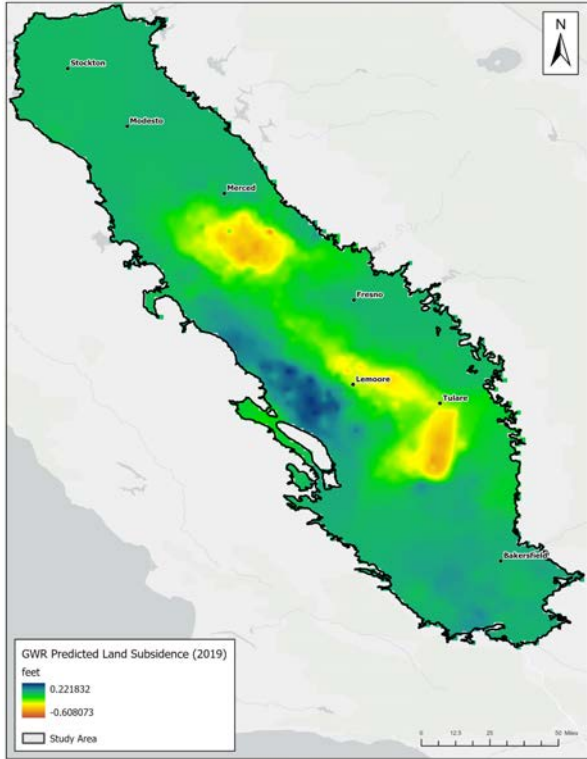 N
Stockton
Modesto
Merced
Fresno
Lemoore
Tulare
Bakersfield
GWR Predicted Land Subsidence (2019)
feet
0.221832
-0.608073
Study Area
0 12.5 25 50 Miles